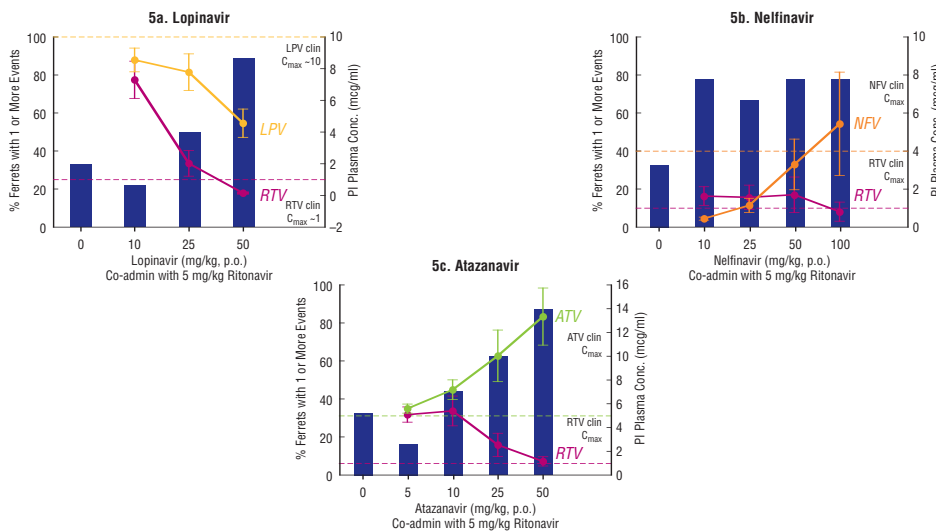 5a. Lopinavir
% Ferrets with 1 or More Events
100
80
60
40
20
0
LPV clin
Cmax ~10
LPV
RTV
RTV clin
Cmax ~1
10
8
6
4
2
0
–2
PI Plasma Conc. (mcg/ml)
0 10 25 50
Lopinavir (mg/kg, p.o.)
Co-admin with 5 mg/kg Ritonavir
5b. Nelfinavir
% Ferrets with 1 or More Events
100
80
60
40
20
0
NFV clin
Cmax
NFV
RTV clin
Cmax
RTV
10
8
6
4
2
0
PI Plasma Conc. (mcg/ml)
0 10 25 50 100
Nelfinavir (mg/kg, p.o.)
Co-admin with 5 mg/kg Ritonavir
5c. Atazanavir
% Ferrets with 1 or More Events
100
80
60
40
20
0
ATV
ATV clin
Cmax
RTV clin
Cmax
RTV
16
14
12
10
8
6
4
2
0
PI Plasma Conc. (mcg/ml)
0 5 10 25 50
Atazanavir (mg/kg, p.o.)
Co-admin with 5 mg/kg Ritonavir